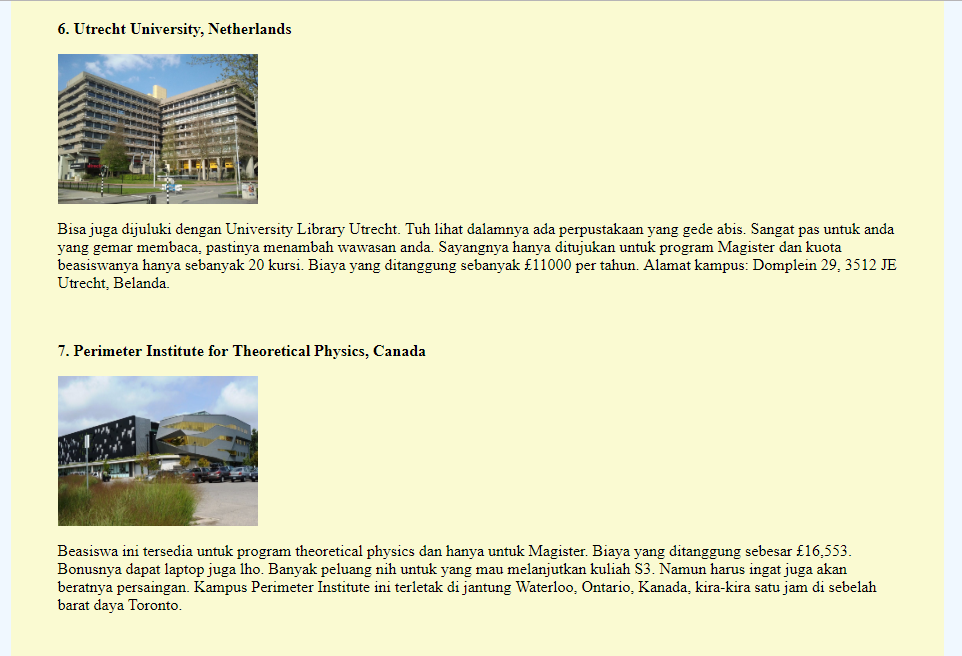 6. Utrecht University, Netherlands
Bisa juga dijuluki dengan University Library Utrecht. Tuh lihat dalamnya ada perpustakaan yang gede abis. Sangat pas untuk anda
yang gemar membaca, pastinya menambah wawasan anda. Sayangnya hanya ditujukan untuk program Magister dan kuota
beasiswanya hanya sebanyak 20 kursi. Biaya yang ditanggung sebanyak £11000 per tahun. Alamat kampus: Domplein 29, 3512 JE
Utrecht, Belanda.
7. Perimeter Institute for Theoretical Physics, Canada
Beasiswa ini tersedia untuk program theoretical physics dan hanya untuk Magister. Biaya yang ditanggung sebesar £16,553.
Bonusnya dapat laptop juga lho. Banyak peluang nih untuk yang mau melanjutkan kuliah S3. Namun harus ingat juga akan
beratnya persaingan. Kampus Perimeter Institute ini terletak di jantung Waterloo, Ontario, Kanada, kira-kira satu jam di sebelah
barat daya Toronto.